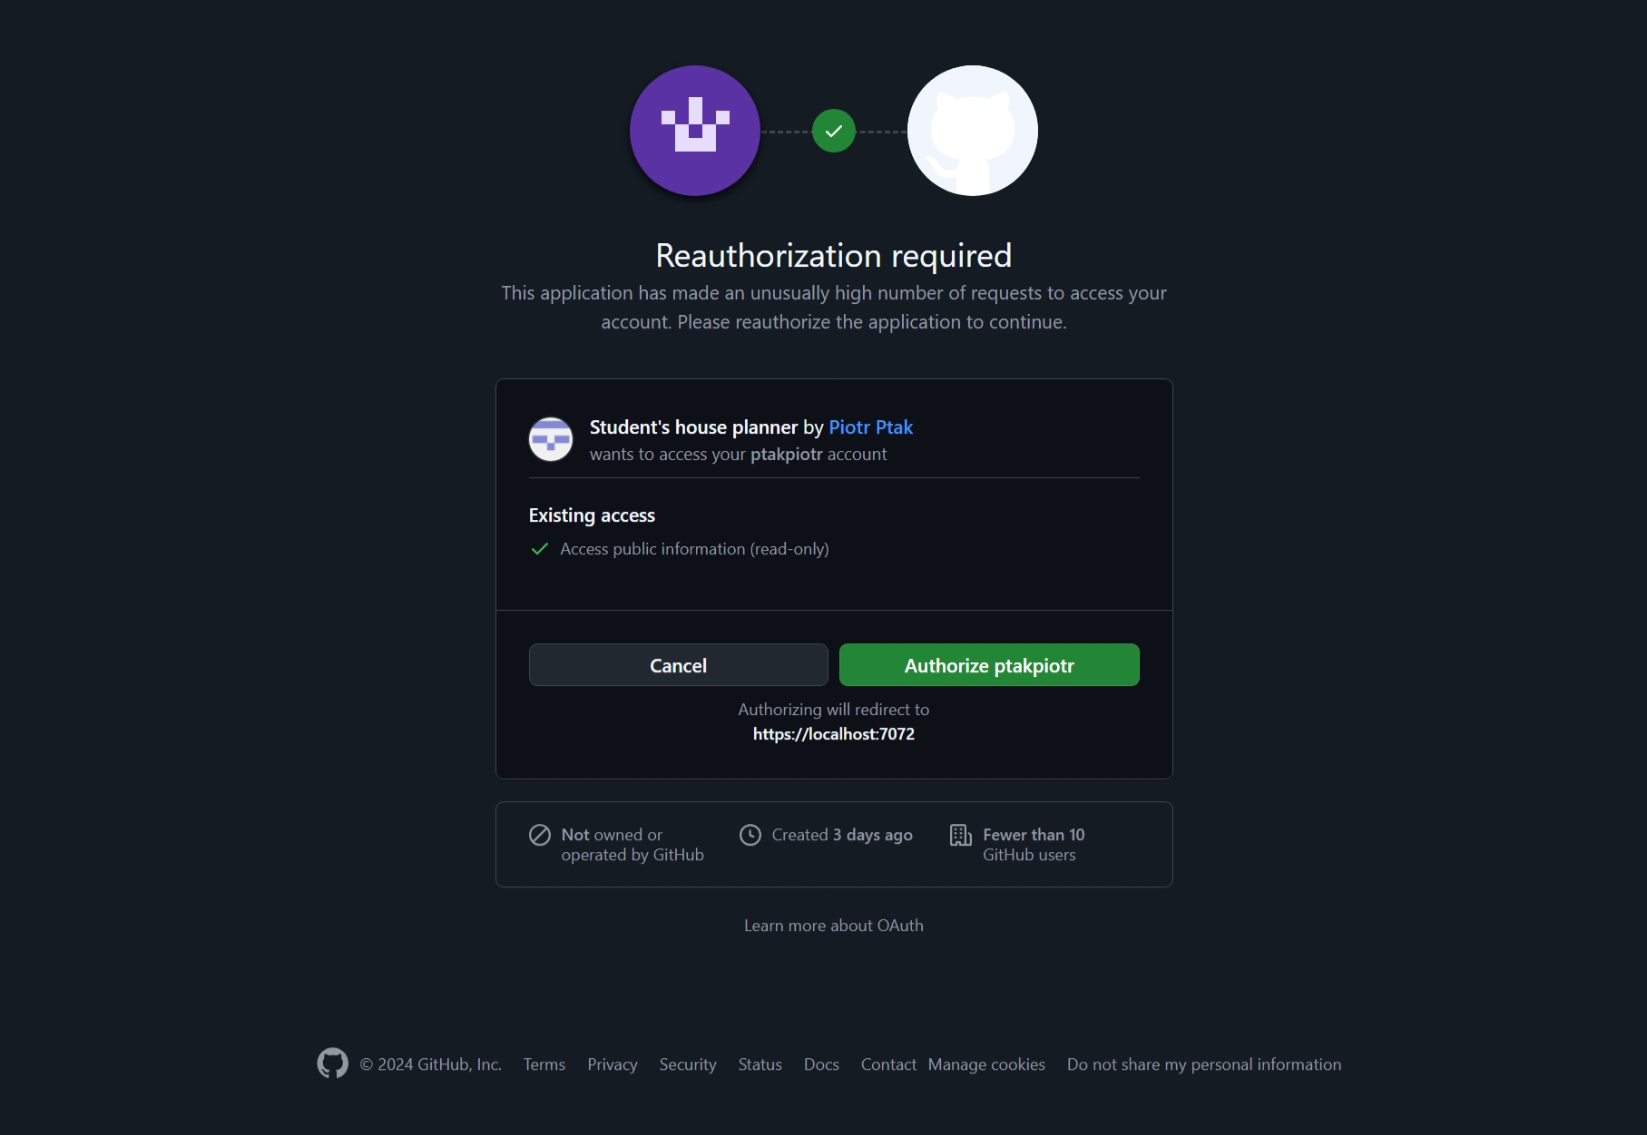 Reauthorization required
This application has made an unusually high number of requests to access your
account. Please reauthorize the application to continue.
Student's house planner by Piotr Ptak
wants to access your ptakpiotr account
Existing access
Access public information (read-only)
Cancel
Authorize ptakpiotr
Authorizing will redirect to
https://localhost:7072
Not owned or
operated by GitHub
Created 3 days ago
Fewer than 10
GitHub users
Learn more about OAuth
© 2024 GitHub, Inc. Terms Privacy Security Status Docs Contact Manage cookies Do not share my personal information